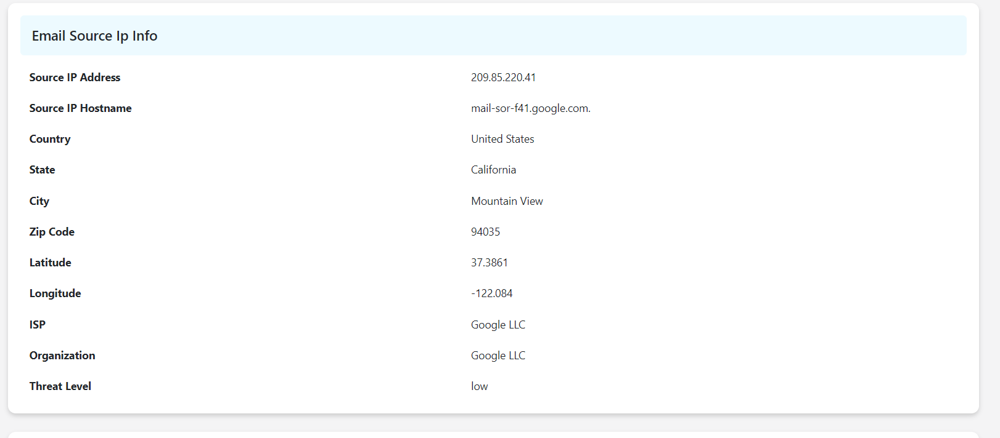 Email Source Ip Info
Source IP Address 209.85.220.41
Source IP Hostname mail-sor-f41.google.com.
Country United States
State California
City Mountain View
Zip Code 94035
Latitude 37.3861
Longitude -122.084
ISP Google LLC
Organization Google LLC
Threat Level low